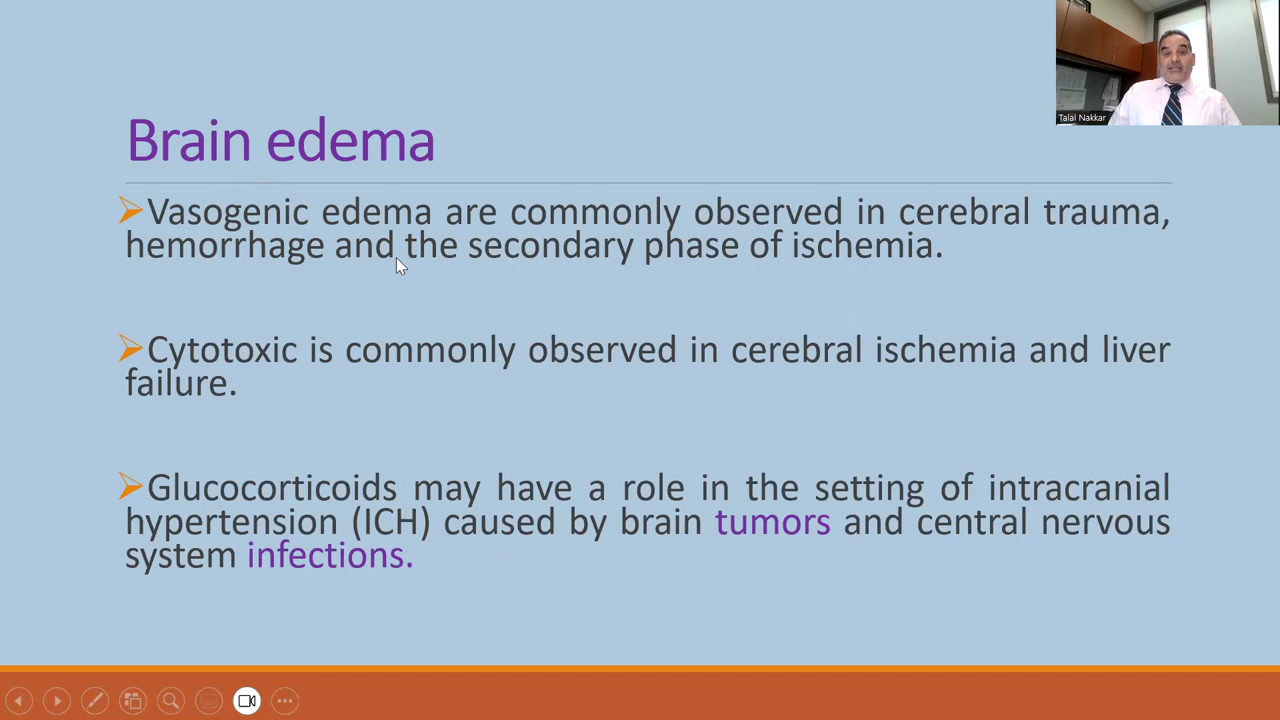 Talal Nakkar
Brain edema
Vasogenic edema are commonly observed in cerebral trauma,
hemorrhage and the secondary phase of ischemia.
Cytotoxic is commonly observed in cerebral ischemia and liver
failure.
Glucocorticoids may have a role in the setting of intracranial
hypertension (ICH) caused by brain tumors and central nervous
system infections.